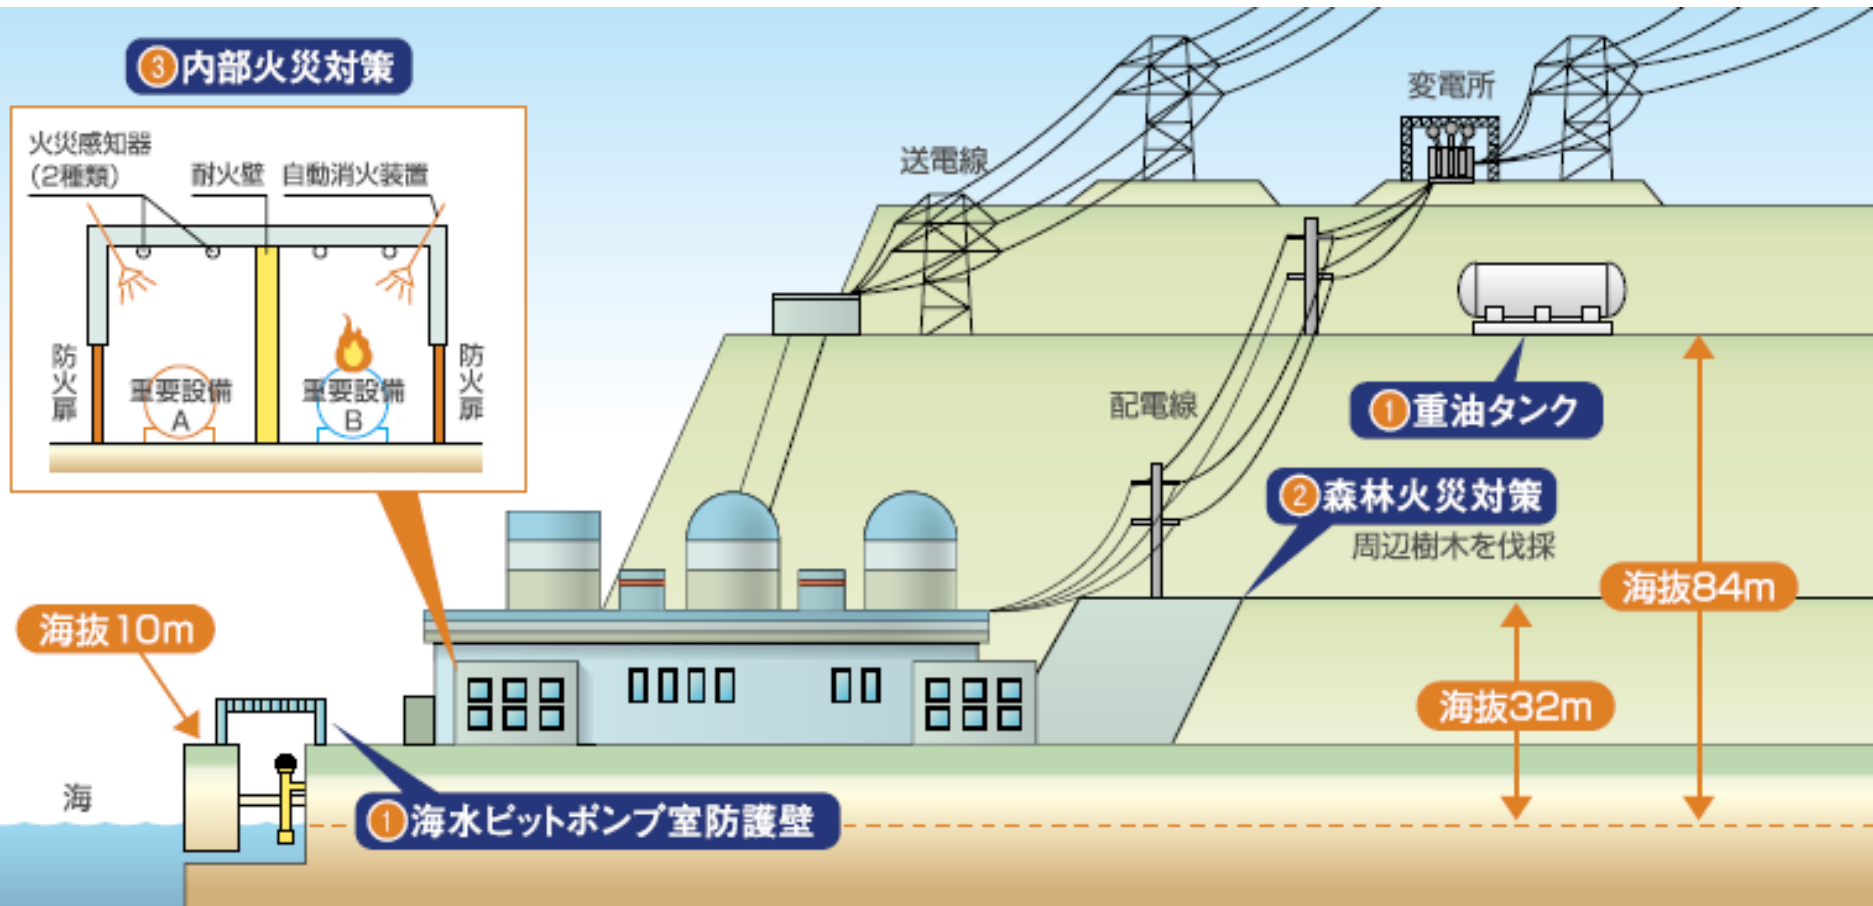 ③内部火災対策
火災感知器
(2種類)
耐火壁
自動消火装置
防火扉
重要設備
A
重要設備
B
防火扉
送電線
変電所
配電線
①重油タンク
②森林火災対策
周辺樹木を伐採
海抜84m
海抜32m
海抜10m
海
①海水ピットポンプ室防護壁